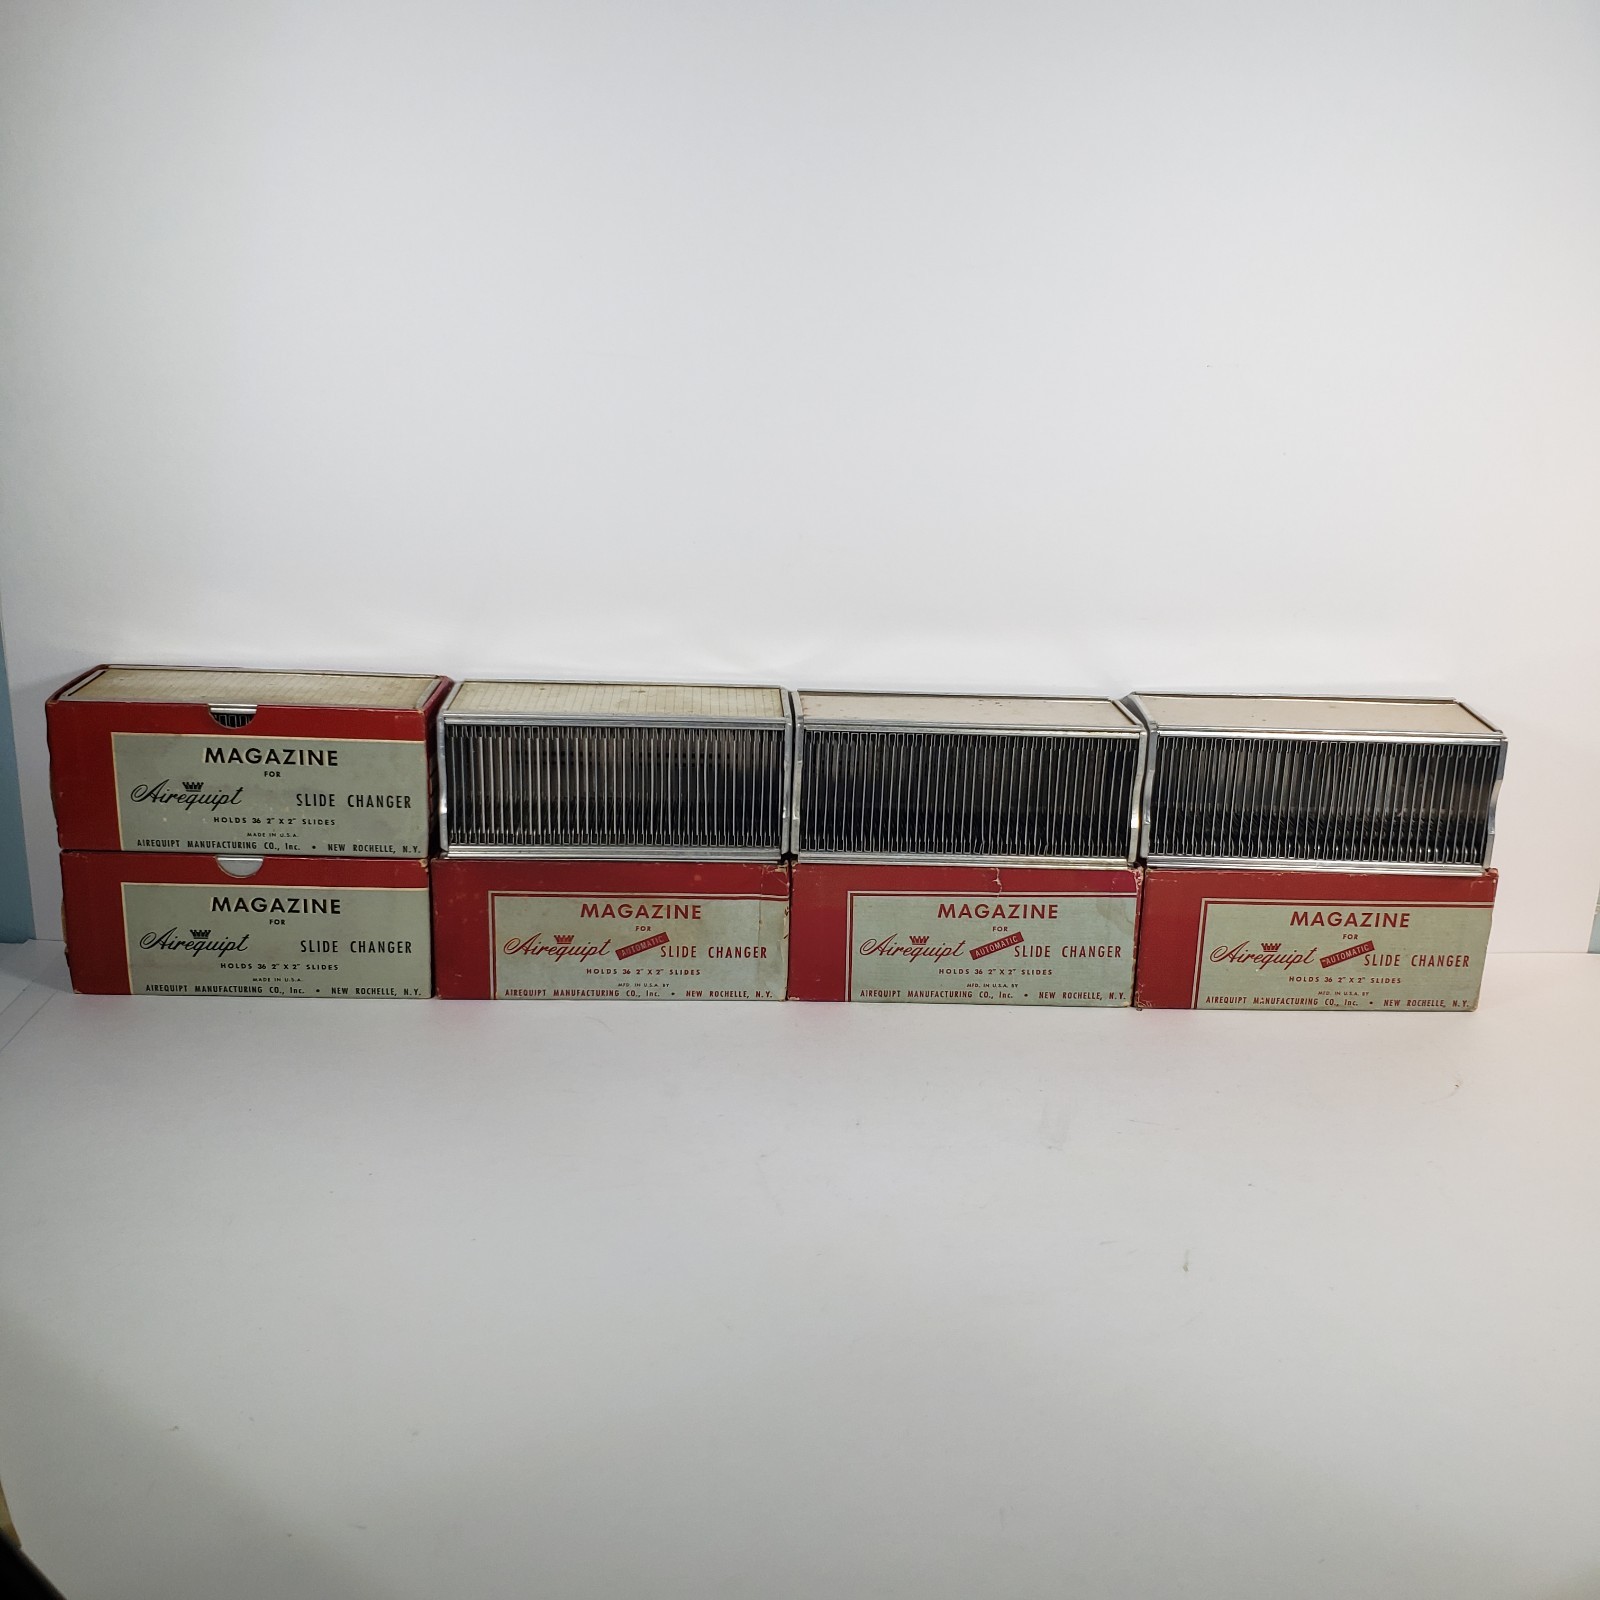 MAGAZINE
FOR
Airequipt SLIDE CHANGER
HOLDS 36 2" X 2" SLIDES
MADE IN U.S.A.
AIREQUIPT MANUFACTURING CO., Inc. • NEW ROCHELLE, N.Y.
MAGAZINE
FOR
Airequipt SLIDE CHANGER
HOLDS 36 2" X 2" SLIDES
MADE IN U.S.A.
AIREQUIPT MANUFACTURING CO., Inc. • NEW ROCHELLE, N.Y.
MAGAZINE
FOR
Airequipt AUTOMATIC SLIDE CHANGER
HOLDS 36 2" X 2" SLIDES
MFD. IN U.S.A. BY
AIREQUIPT MANUFACTURING CO., Inc. • NEW ROCHELLE, N.Y.
MAGAZINE
FOR
Airequipt AUTOMATIC SLIDE CHANGER
HOLDS 36 2" X 2" SLIDES
MFD. IN U.S.A. BY
AIREQUIPT MANUFACTURING CO., Inc. • NEW ROCHELLE, N.Y.
MAGAZINE
FOR
Airequipt AUTOMATIC SLIDE CHANGER
HOLDS 36 2" X 2" SLIDES
MFD. IN U.S.A. BY
AIREQUIPT MANUFACTURING CO., Inc. • NEW ROCHELLE, N.Y.